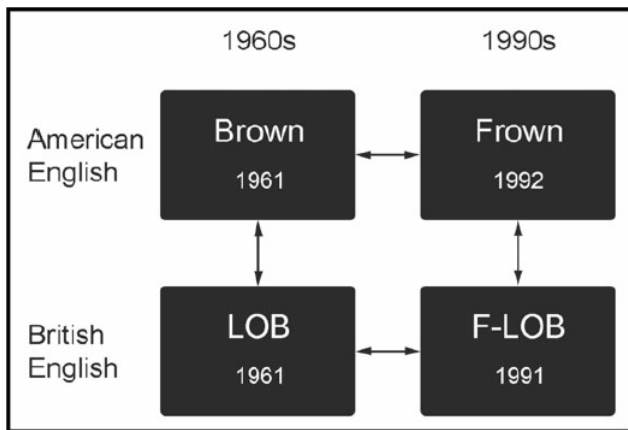 1960s 1990s
American
English
Brown
1961
Frown
1992
British
English
LOB
1961
F-LOB
1991